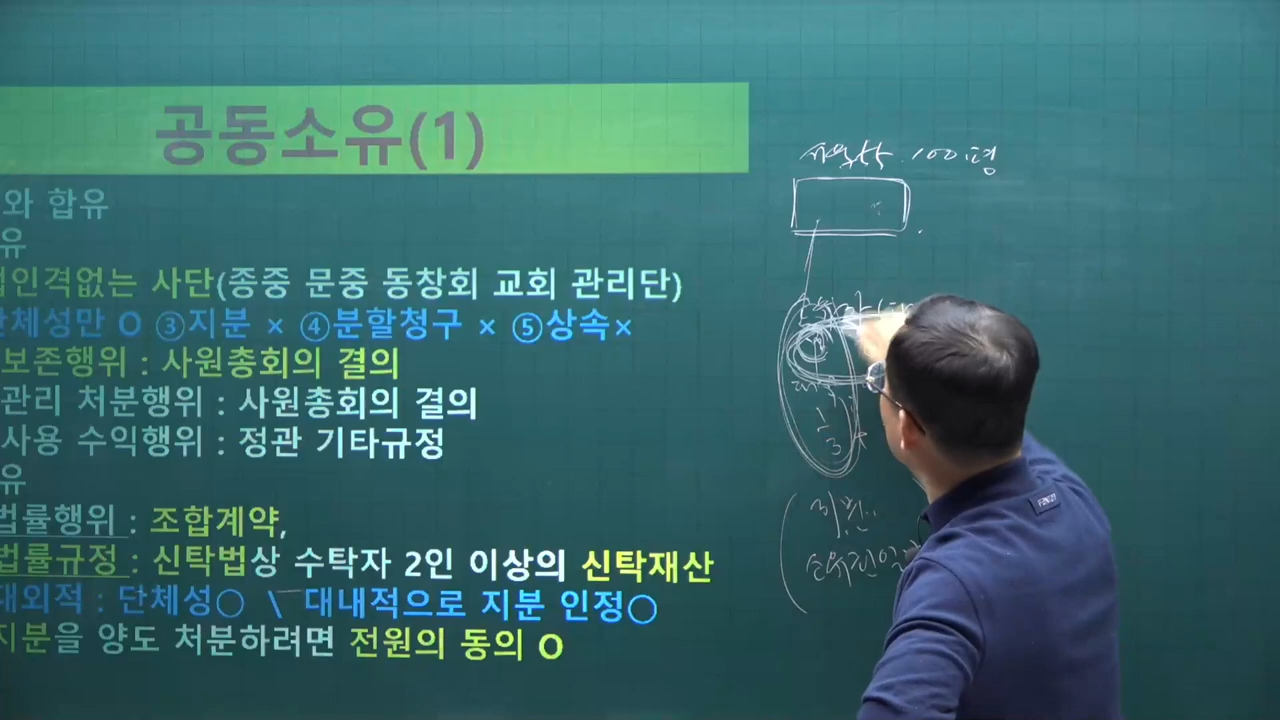 공동소유(1)
와 합유
유
법인격없는 사단(종중 문중 동창회 교회 관리단)
단체성만 O ③지분 × ④분할청구 × ⑤상속×
보존행위 : 사원총회의 결의
관리 처분행위 : 사원총회의 결의
사용 수익행위 : 정관 기타규정
유
법률행위 : 조합계약,
법률규정 : 신탁법상 수탁자 2인 이상의 신탁재산
대외적 : 단체성○ \ 대내적으로 지분 인정○
지분을 양도 처분하려면 전원의 동의 O
100평
1
1
3
지분